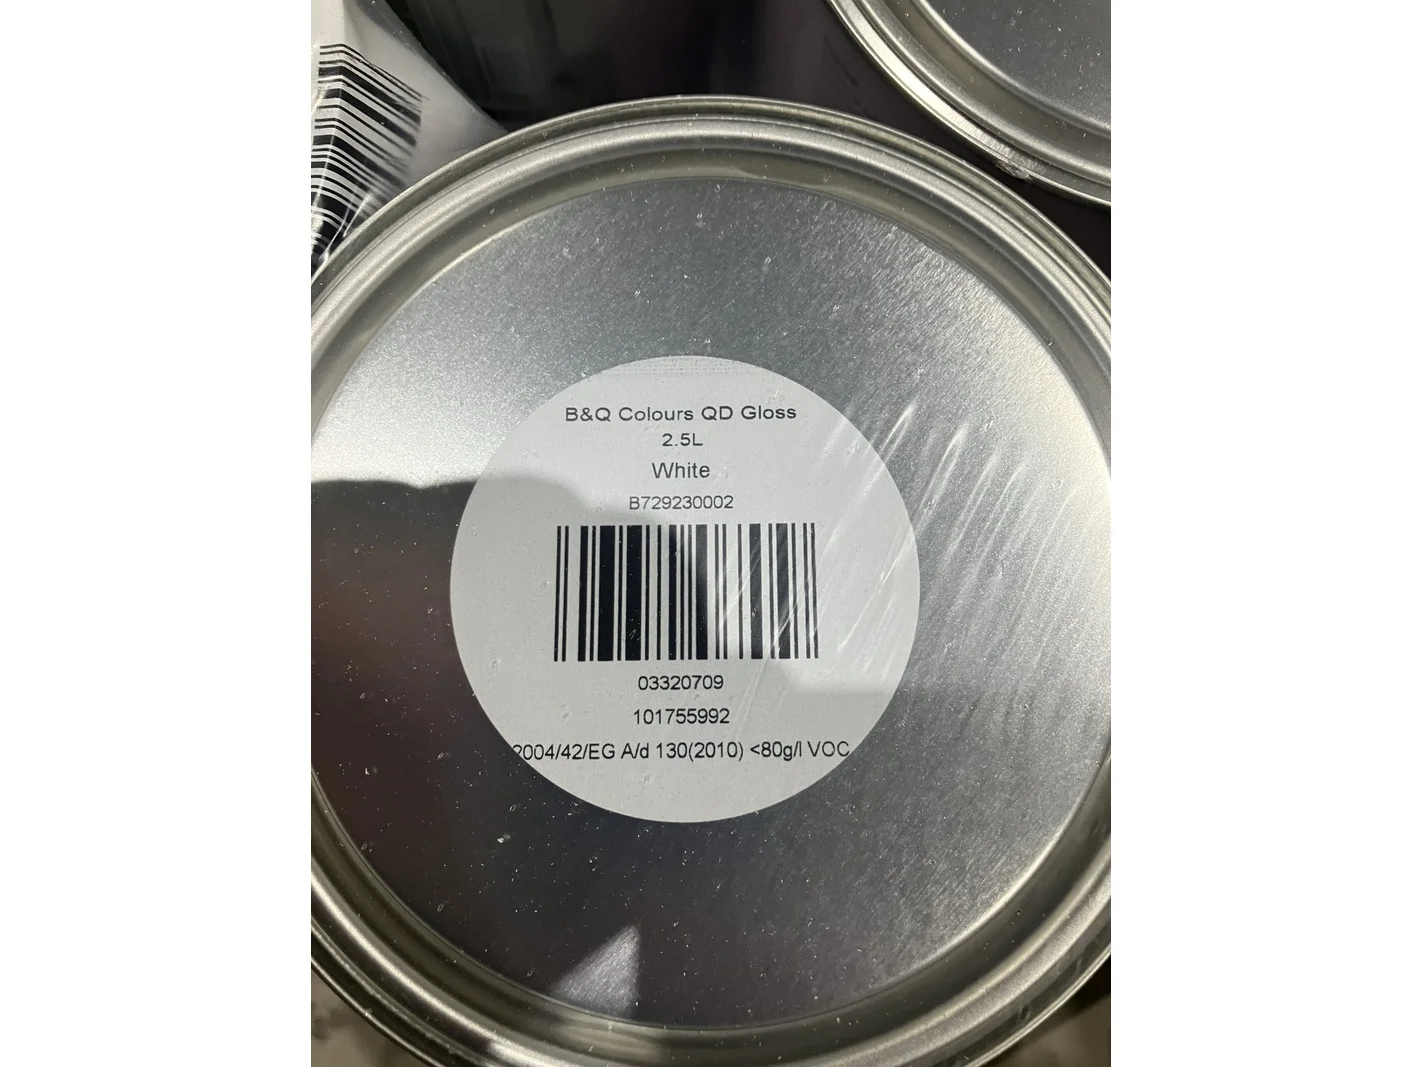 B&Q Colours QD Gloss
2.5L
White
B729230002
03320709
101755992
2004/42/EG A/d 130(2010) <80g/l VOC